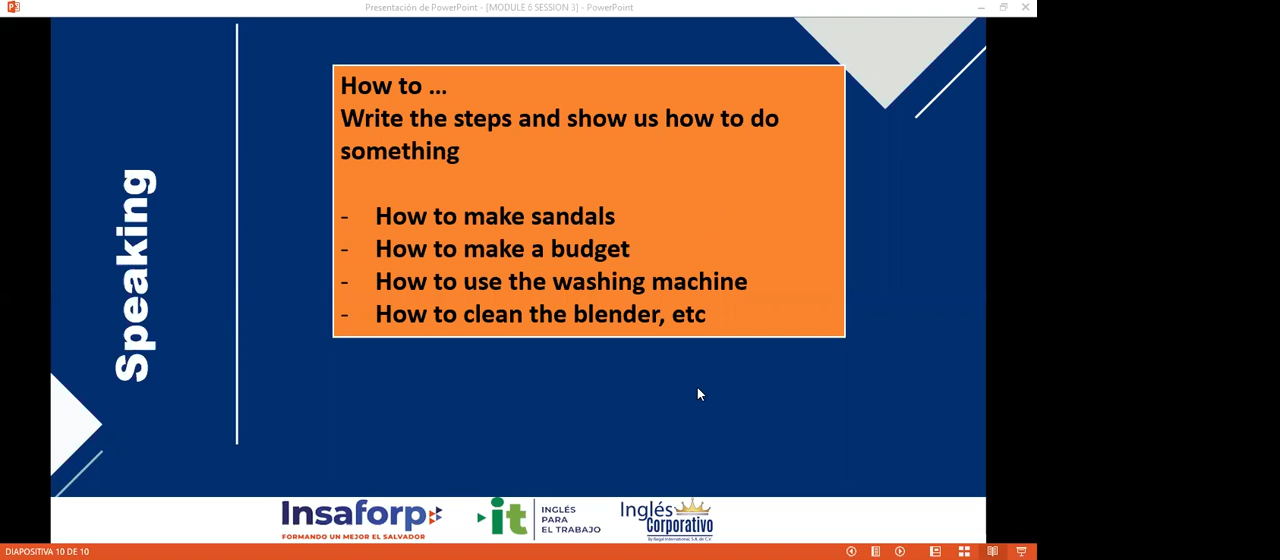 Presentación de PowerPoint - [MODULE 6 SESSION 3] - PowerPoint
Speaking
How to ...
Write the steps and show us how to do
something
- How to make sandals
- How to make a budget
- How to use the washing machine
- How to clean the blender, etc
Insaforp
FORMANDO UN MEJOR EL SALVADOR
it
INGLÉS
PARA
EL TRABAJO
Inglés
Corporativo
DIAPOSITIVA 10 DE 10